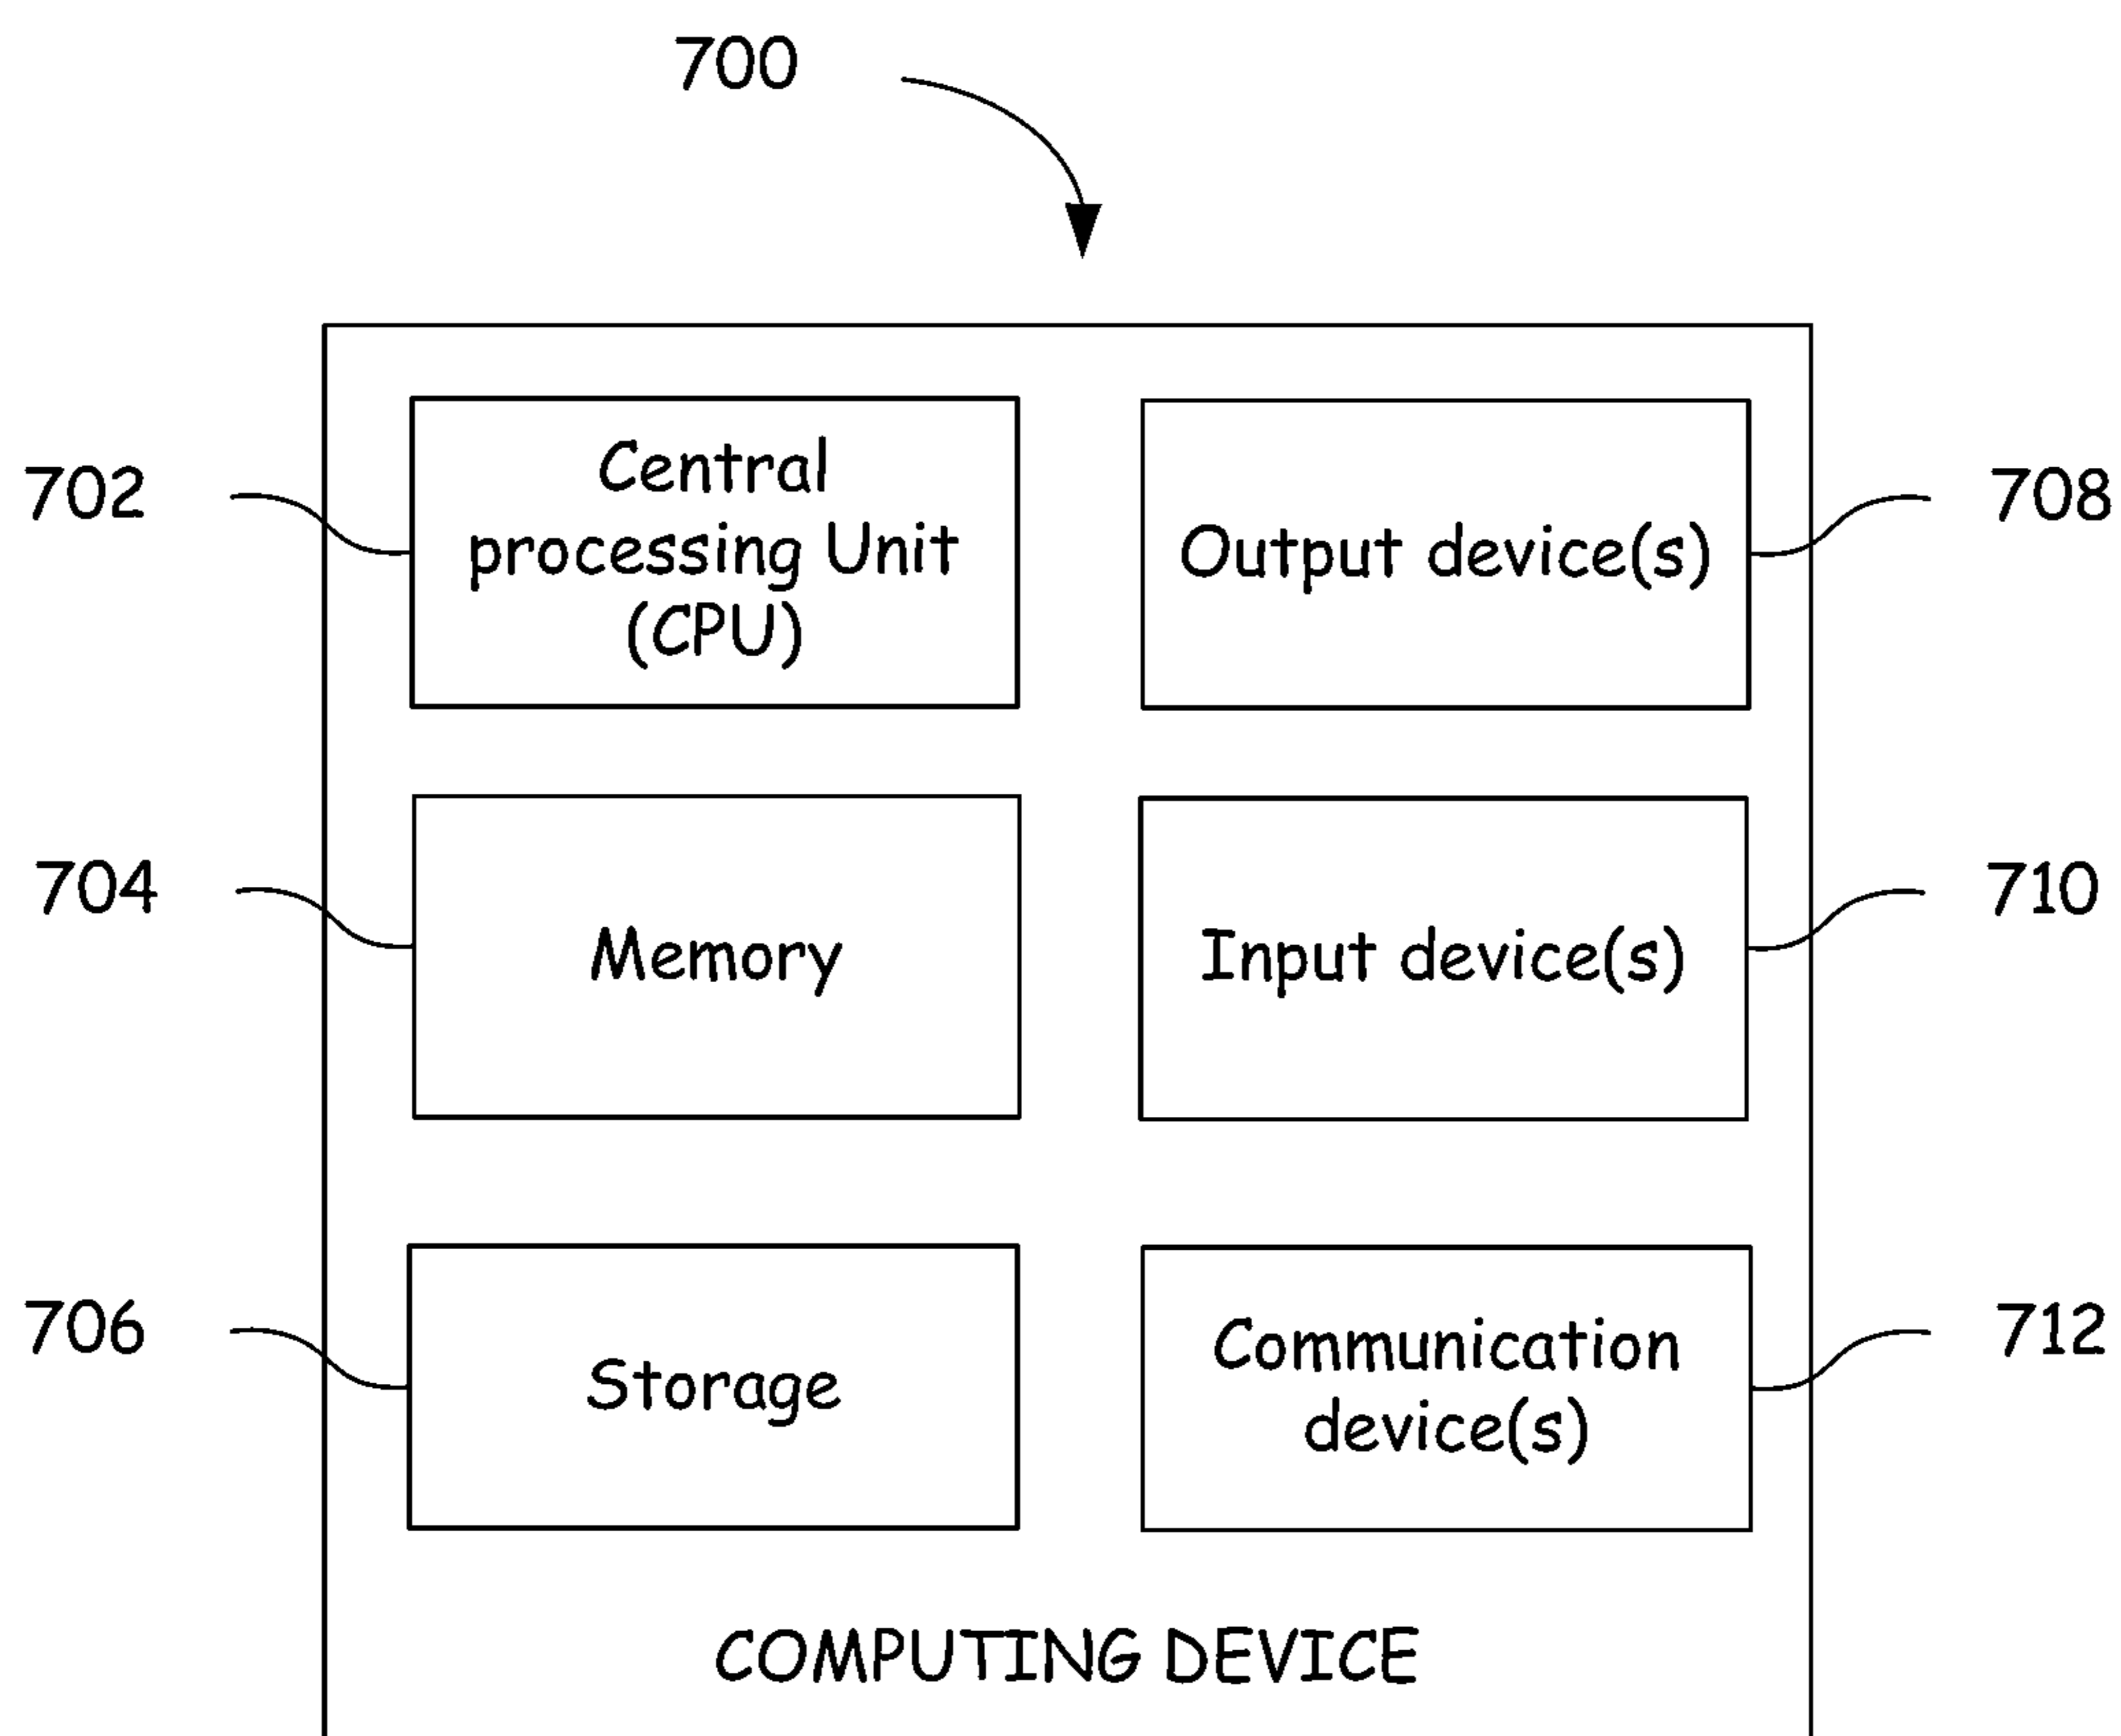 700
702
Central
processing Unit
(CPU)
Output device(s)
708
704
Memory
Input device(s)
710
706
Storage
Communication
device(s)
712
COMPUTING DEVICE